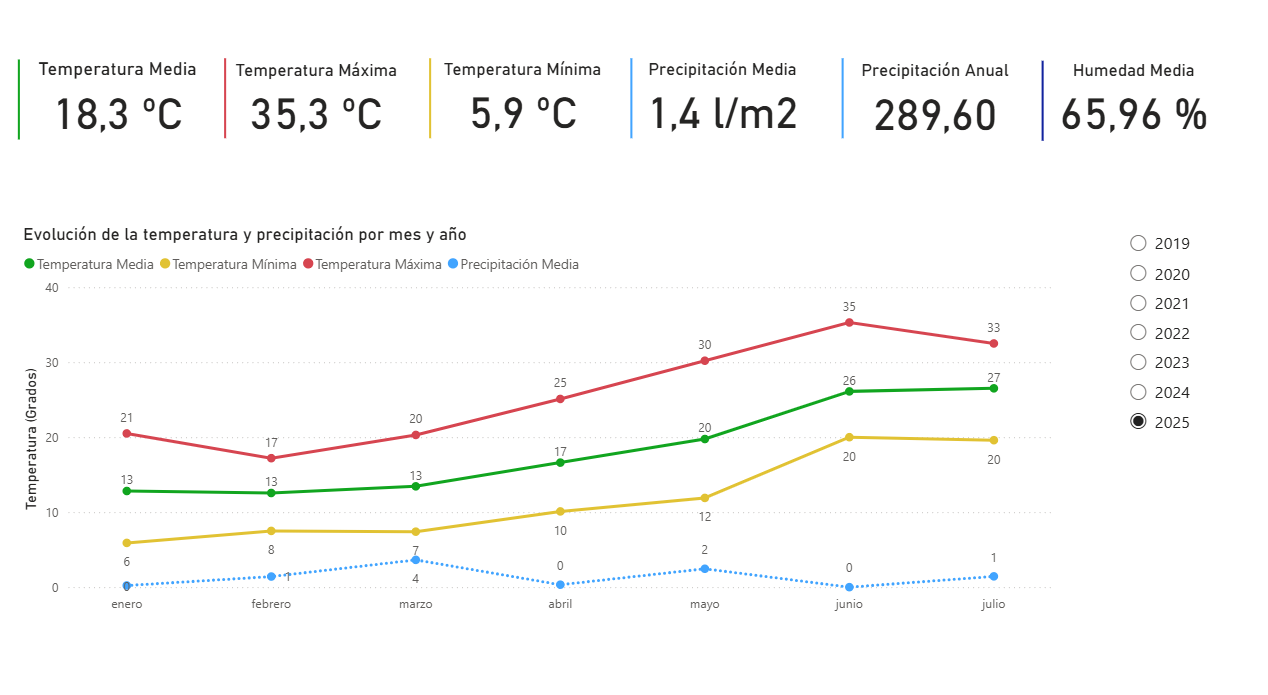 Temperatura Media
18,3 ºC
Temperatura Máxima
35,3 ºC
Temperatura Mínima
5,9 ºC
Precipitación Media
1,4 l/m2
Precipitación Anual
289,60
Humedad Media
65,96 %
Evolución de la temperatura y precipitación por mes y año
Temperatura Media Temperatura Mínima Temperatura Máxima Precipitación Media
Temperatura (Grados)
40
30
20
10
0
21 17 20 25 30 35 33
13 13 13 17 20 26 27
6 8 7 10 12 20 20
0 1 4 0 2 0 1
enero febrero marzo abril mayo junio julio
2019
2020
2021
2022
2023
2024
2025